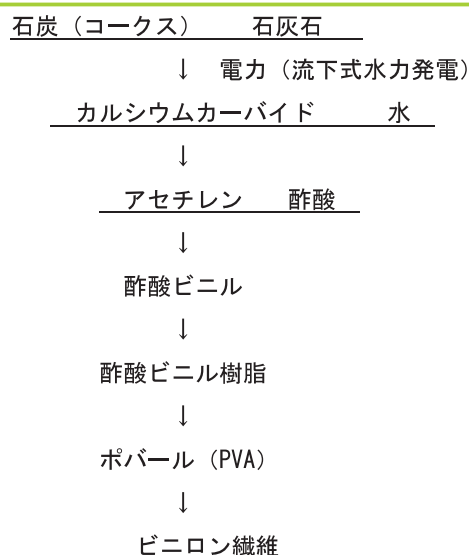 石炭（コークス）　　石灰石
↓　電力（流下式水力発電）
カルシウムカーバイド　　水
↓
アセチレン　　酢酸
↓
酢酸ビニル
↓
酢酸ビニル樹脂
↓
ポバール（PVA）
↓
ビニロン繊維